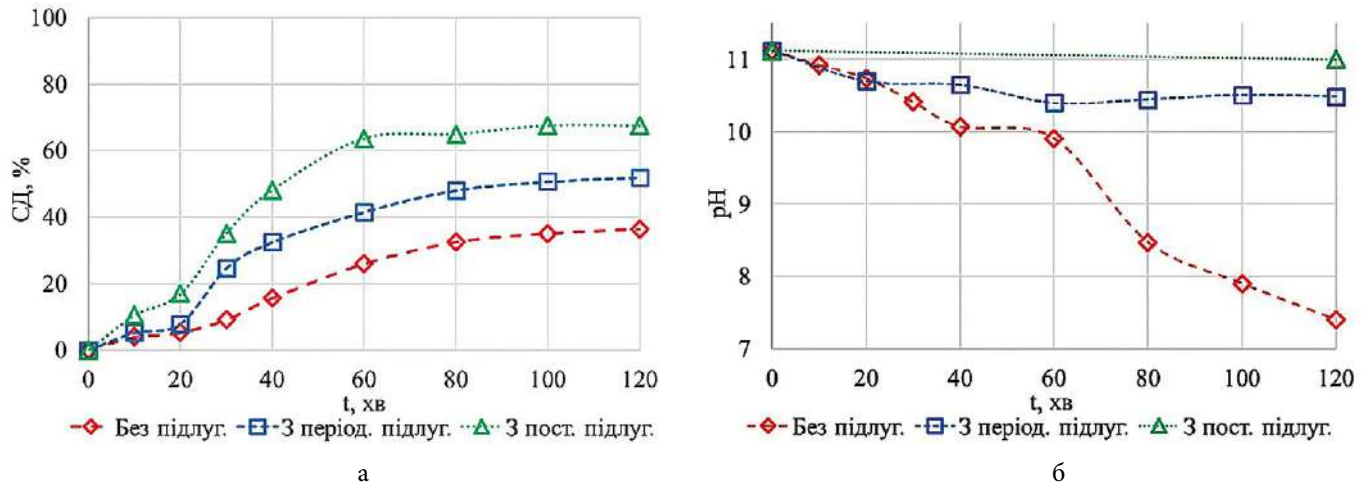 100
80
60
40
20
0
СД, %
0 20 40 60 80 100 120
t, хв
Без підлуг. З період. підлуг. З пост. підлуг.
а
11
10
9
8
7
pH
0 20 40 60 80 100 120
t, хв
Без підлуг. З період. підлуг. З пост. підлуг.
б